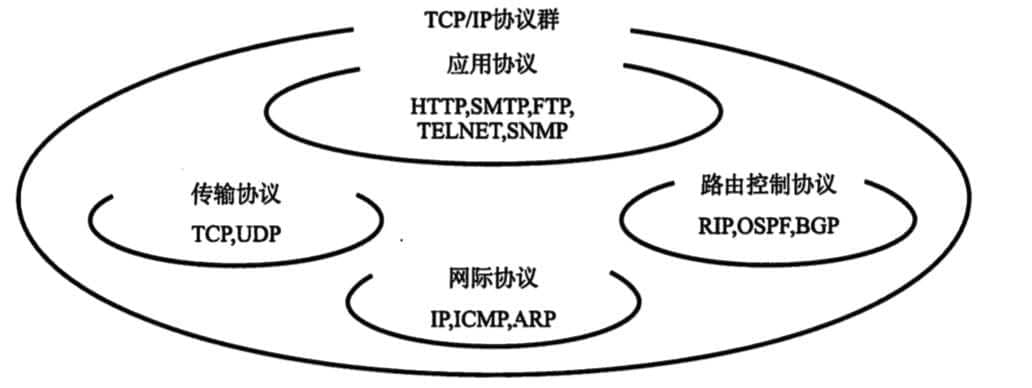 TCP/IP协议群
应用协议
HTTP,SMTP,FTP,
TELNET,SNMP
传输协议
TCP,UDP
路由控制协议
RIP,OSPF,BGP
网际协议
IP,ICMP,ARP